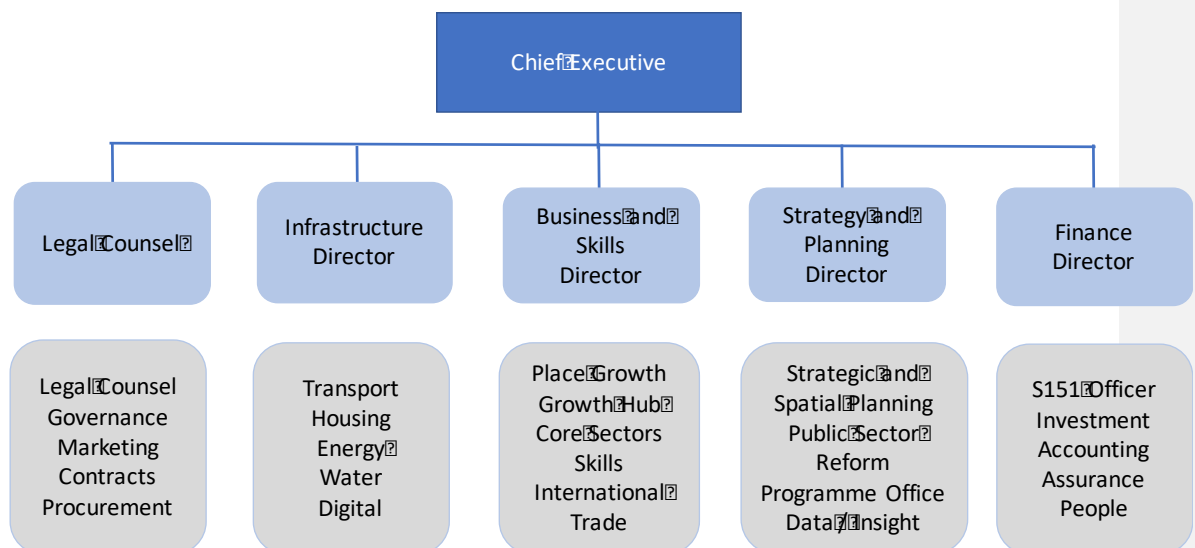 Chief Executive
Legal Counsel
Infrastructure
Director
Business and
Skills
Director
Strategy and
Planning
Director
Finance
Director
Legal Counsel
Governance
Marketing
Contracts
Procurement
Transport
Housing
Energy
Water
Digital
Place Growth
Growth Hub
Core Sectors
Skills
International
Trade
Strategic and
Spatial Planning
Public Sector
Reform
Programme Office
Data / Insight
S151 Officer
Investment
Accounting
Assurance
People